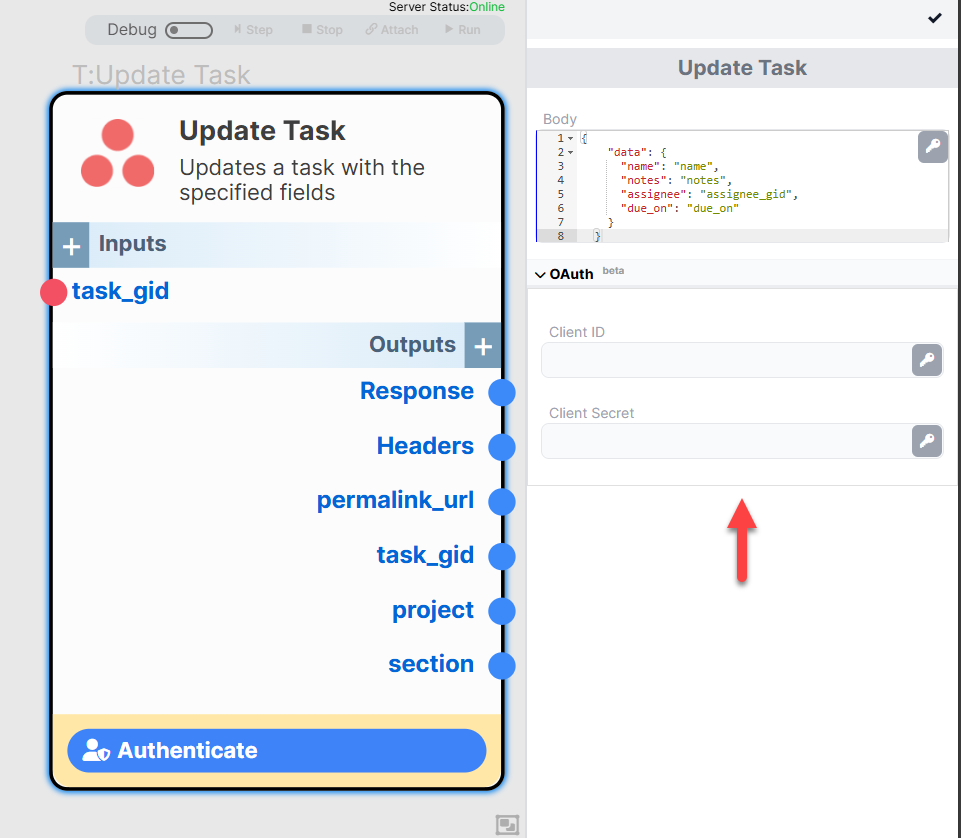 Server Status:Online
Debug
Step
Stop
Attach
Run
T:Update Task
Update Task
Updates a task with the
specified fields
Inputs
task_gid
Outputs
Response
Headers
permalink_url
task_gid
project
section
Authenticate
Update Task
Body
1 {
2 "data": {
3 "name": "name",
4 "notes": "notes",
5 "assignee": "assignee_gid",
6 "due_on": "due_on"
7 }
8 }
OAuth beta
Client ID
Client Secret